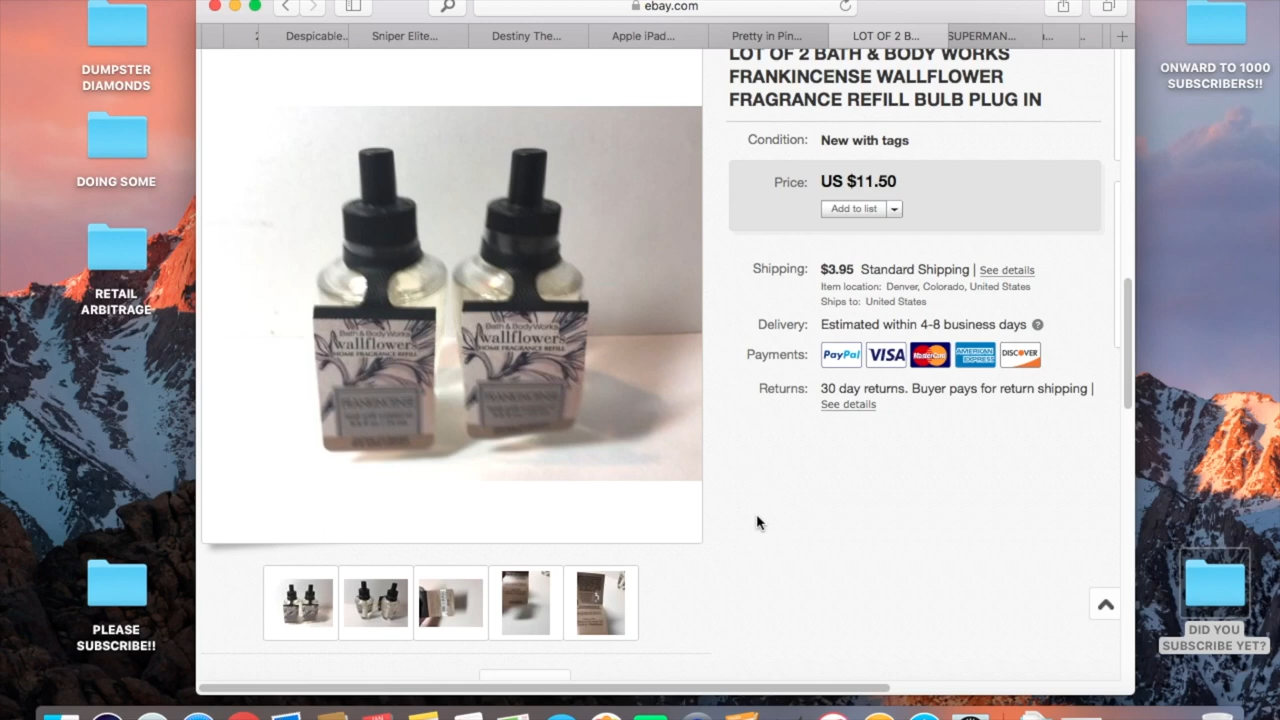 ebay.com
Despicable..
Sniper Elite...
Destiny The...
Apple iPad...
Pretty in Pin...
LOT OF 2 B...
SUPERMAN...
LOT OF 2 BATH & BODY WORKS
FRANKINCENSE WALLFLOWER
FRAGRANCE REFILL BULB PLUG IN
Condition: New with tags
Price: US $11.50
Add to list
Shipping: $3.95 Standard Shipping | See details
Item location: Denver, Colorado, United States
Ships to: United States
Delivery: Estimated within 4-8 business days ?
Payments: PayPal VISA MasterCard AMERICAN EXPRESS DISCOVER
Returns: 30 day returns. Buyer pays for return shipping |
See details
Bath & Body Works
wallflower
HOME FRAGRANCE REFILL
Bath & Body Works
wallflowers
HOME FRAGRANCE REFILL
DUMPSTER
DIAMONDS
DOING SOME
RETAIL
ARBITRAGE
PLEASE
SUBSCRIBE!!
ONWARD TO 1000
SUBSCRIBERS!!
DID YOU
SUBSCRIBE YET?